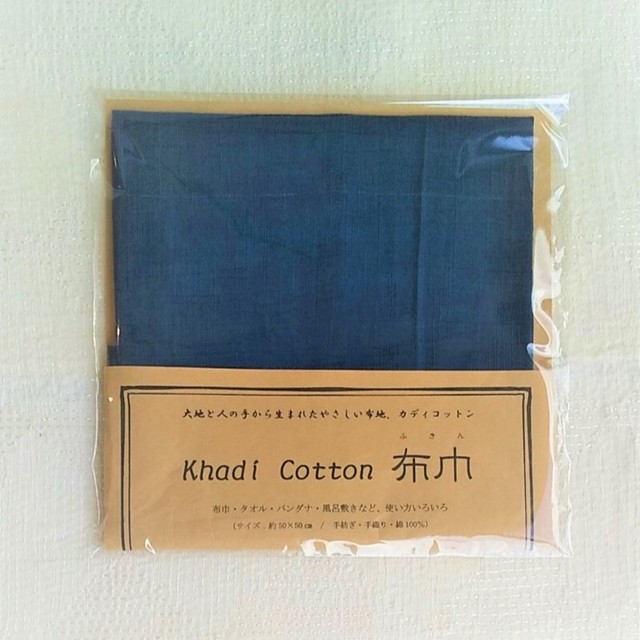 大地と人の手から生まれたやさしい布地、カディコットン
ふきん
Khadi Cotton 布巾
布巾・タオル・バンダナ・風呂敷きなど、使い方いろいろ
(サイズ:約50×50㎝ / 手紡ぎ・手織り・綿100%)